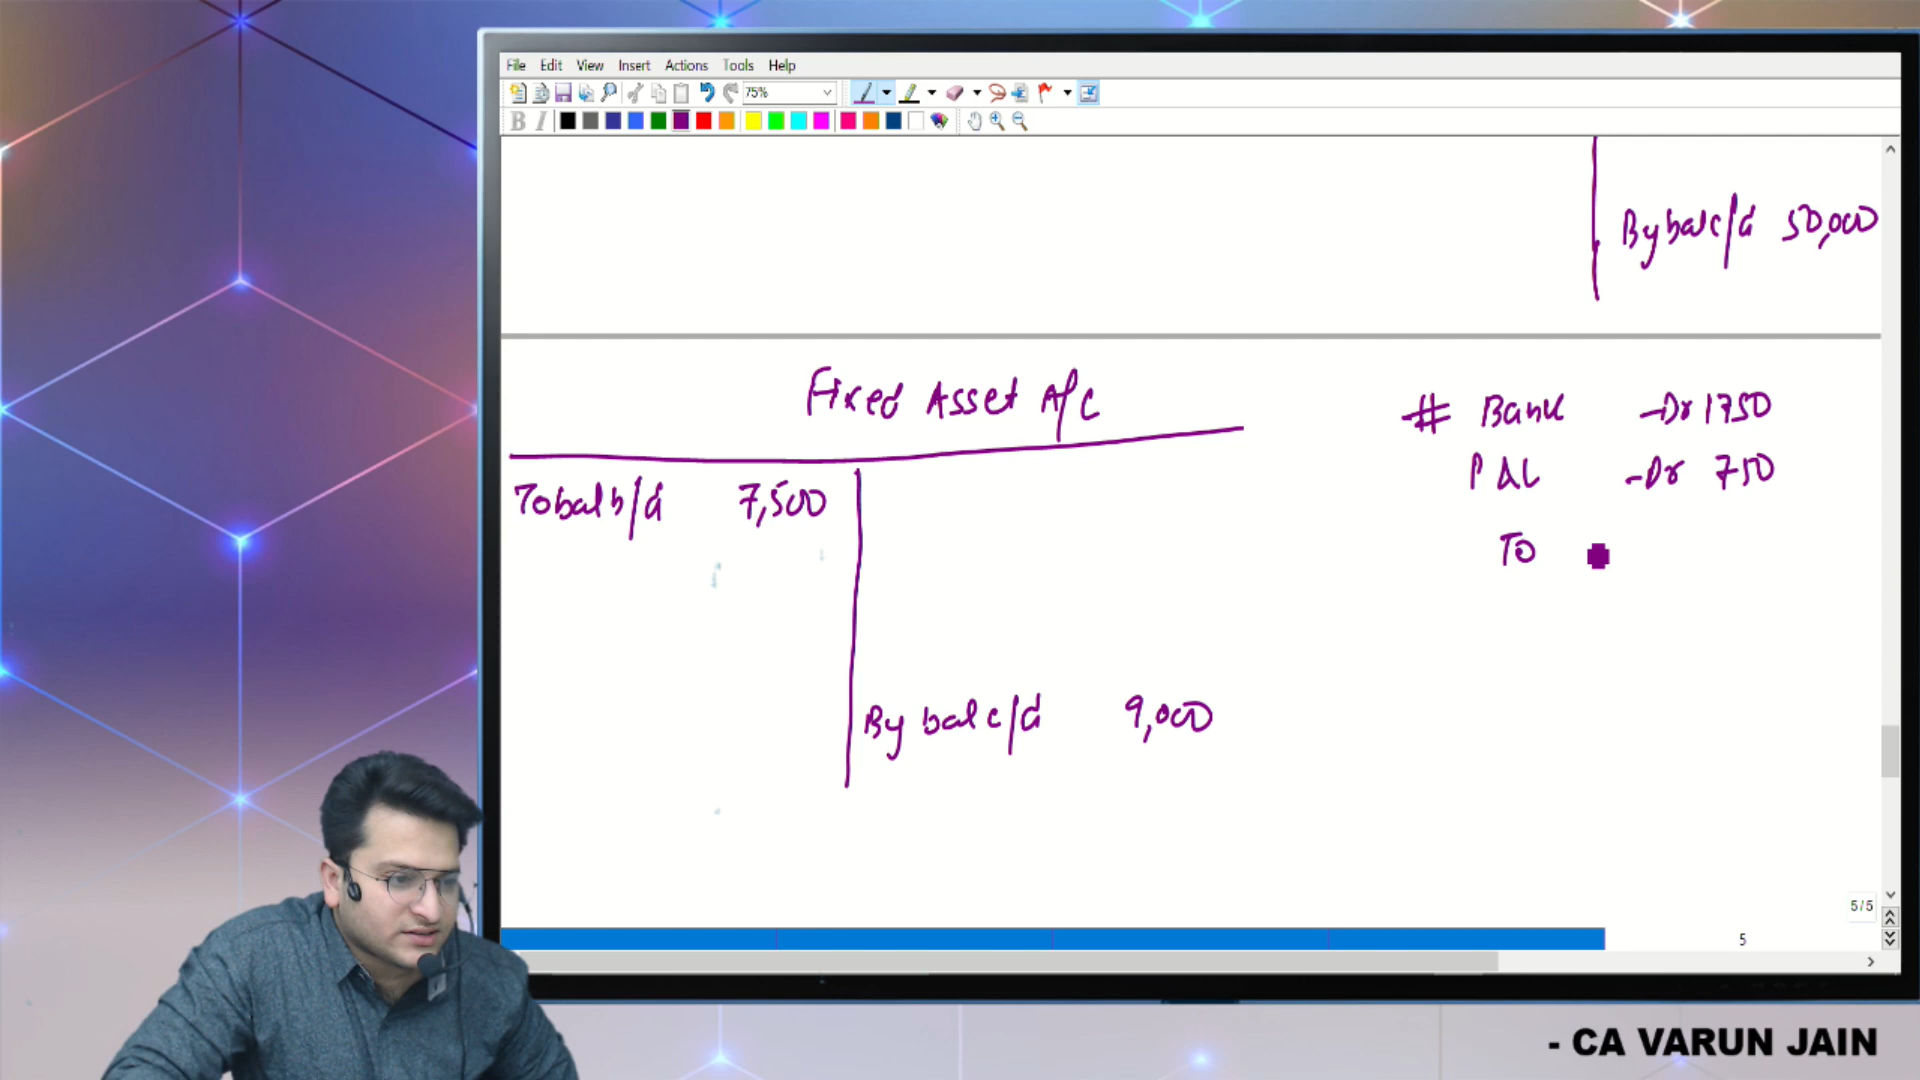 File Edit View Insert Actions Tools Help
75%
B I
By bal c/d 50,000
Fixed Asset A/c
# Bank -Dr 1750
To bal b/d 7,500
P&L -Dr 750
To
By bal c/d 9,000
5/5
5
- CA VARUN JAIN